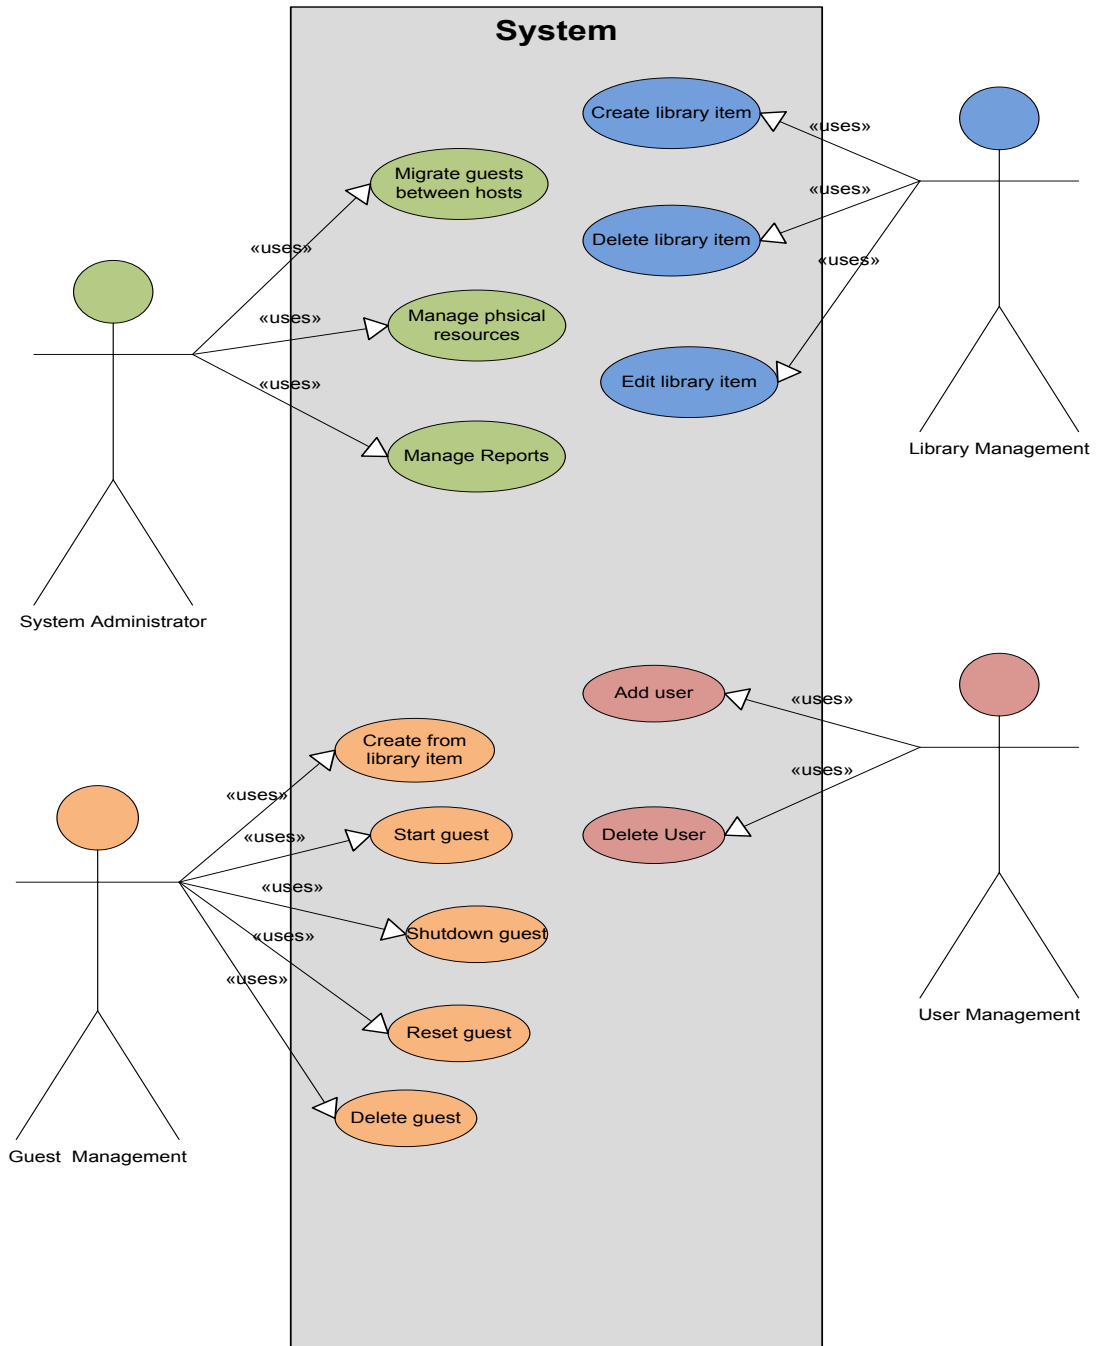 System
Create library item
«uses»
Migrate guests
between hosts
«uses»
Delete library item
«uses»
«uses»
«uses»
Manage phsical
resources
Edit library item
«uses»
Manage Reports
Library Management
System Administrator
Add user
«uses»
Create from
library item
«uses»
«uses»
Start guest
«uses»
Delete User
«uses»
Shutdown guest
«uses»
«uses»
Reset guest
User Management
Delete guest
Guest  Management